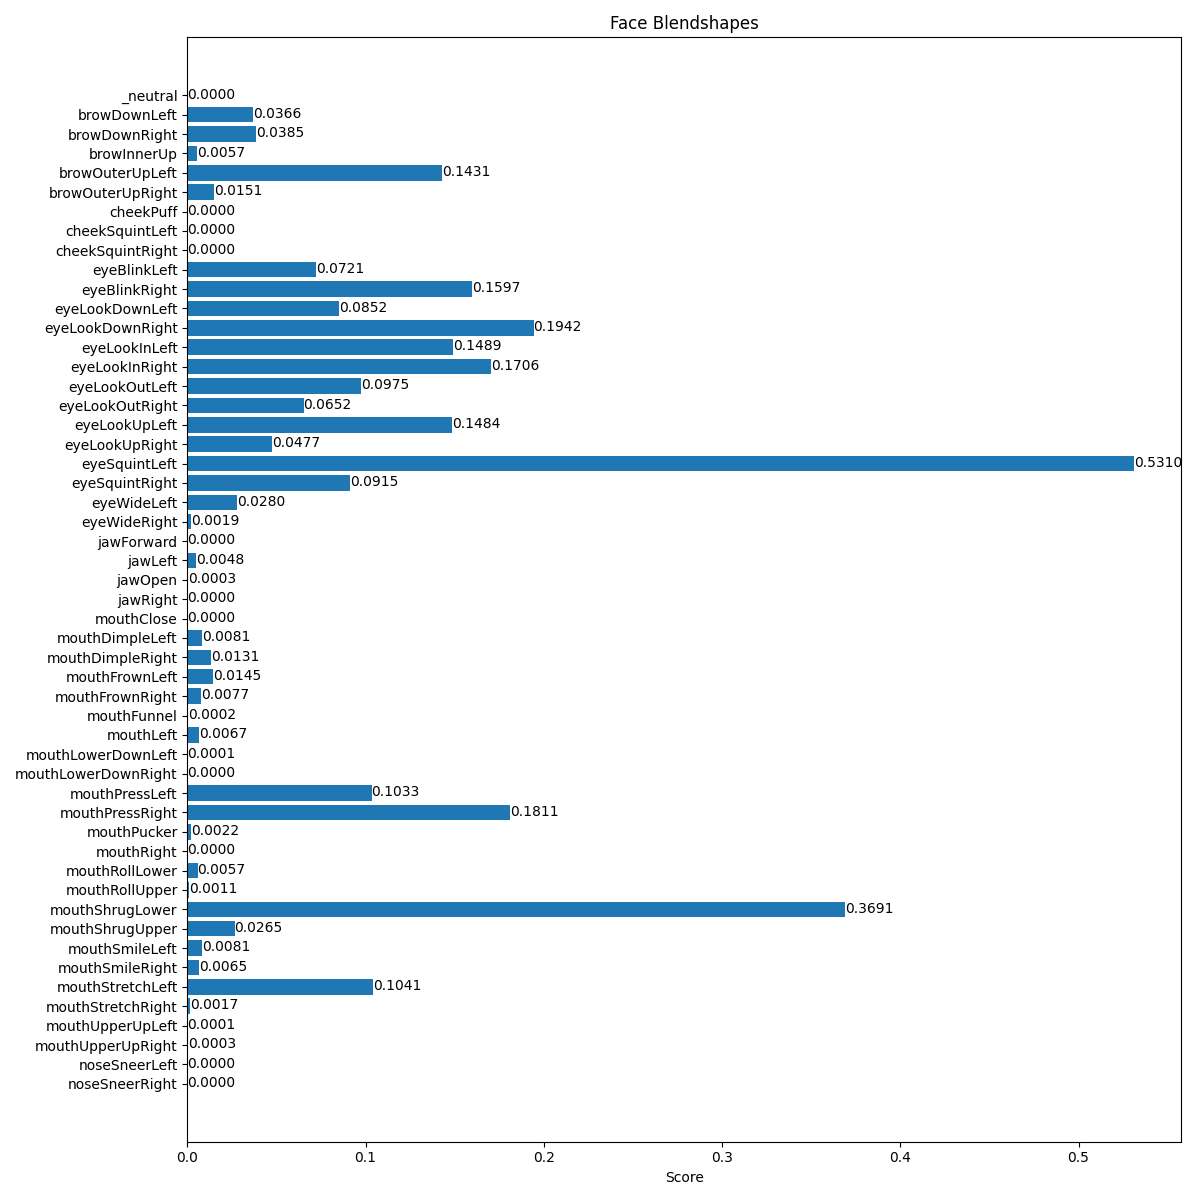 Face Blendshapes
_neutral 0.0000
browDownLeft 0.0366
browDownRight 0.0385
browInnerUp 0.0057
browOuterUpLeft 0.1431
browOuterUpRight 0.0151
cheekPuff 0.0000
cheekSquintLeft 0.0000
cheekSquintRight 0.0000
eyeBlinkLeft 0.0721
eyeBlinkRight 0.1597
eyeLookDownLeft 0.0852
eyeLookDownRight 0.1942
eyeLookInLeft 0.1489
eyeLookInRight 0.1706
eyeLookOutLeft 0.0975
eyeLookOutRight 0.0652
eyeLookUpLeft 0.1484
eyeLookUpRight 0.0477
eyeSquintLeft 0.5310
eyeSquintRight 0.0915
eyeWideLeft 0.0280
eyeWideRight 0.0019
jawForward 0.0000
jawLeft 0.0048
jawOpen 0.0003
jawRight 0.0000
mouthClose 0.0000
mouthDimpleLeft 0.0081
mouthDimpleRight 0.0131
mouthFrownLeft 0.0145
mouthFrownRight 0.0077
mouthFunnel 0.0002
mouthLeft 0.0067
mouthLowerDownLeft 0.0001
mouthLowerDownRight 0.0000
mouthPressLeft 0.1033
mouthPressRight 0.1811
mouthPucker 0.0022
mouthRight 0.0000
mouthRollLower 0.0057
mouthRollUpper 0.0011
mouthShrugLower 0.3691
mouthShrugUpper 0.0265
mouthSmileLeft 0.0081
mouthSmileRight 0.0065
mouthStretchLeft 0.1041
mouthStretchRight 0.0017
mouthUpperUpLeft 0.0001
mouthUpperUpRight 0.0003
noseSneerLeft 0.0000
noseSneerRight 0.0000
0.0 0.1 0.2 0.3 0.4 0.5
Score